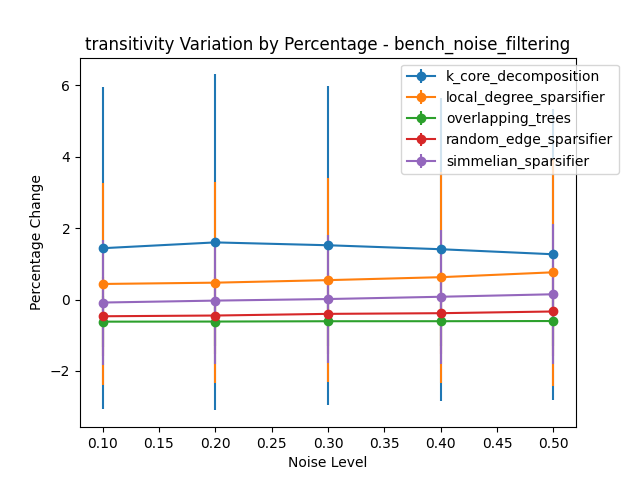 transitivity Variation by Percentage - bench_noise_filtering
k_core_decomposition
local_degree_sparsifier
overlapping_trees
random_edge_sparsifier
simmelian_sparsifier
Percentage Change
6
4
2
0
−2
0.10 0.15 0.20 0.25 0.30 0.35 0.40 0.45 0.50
Noise Level